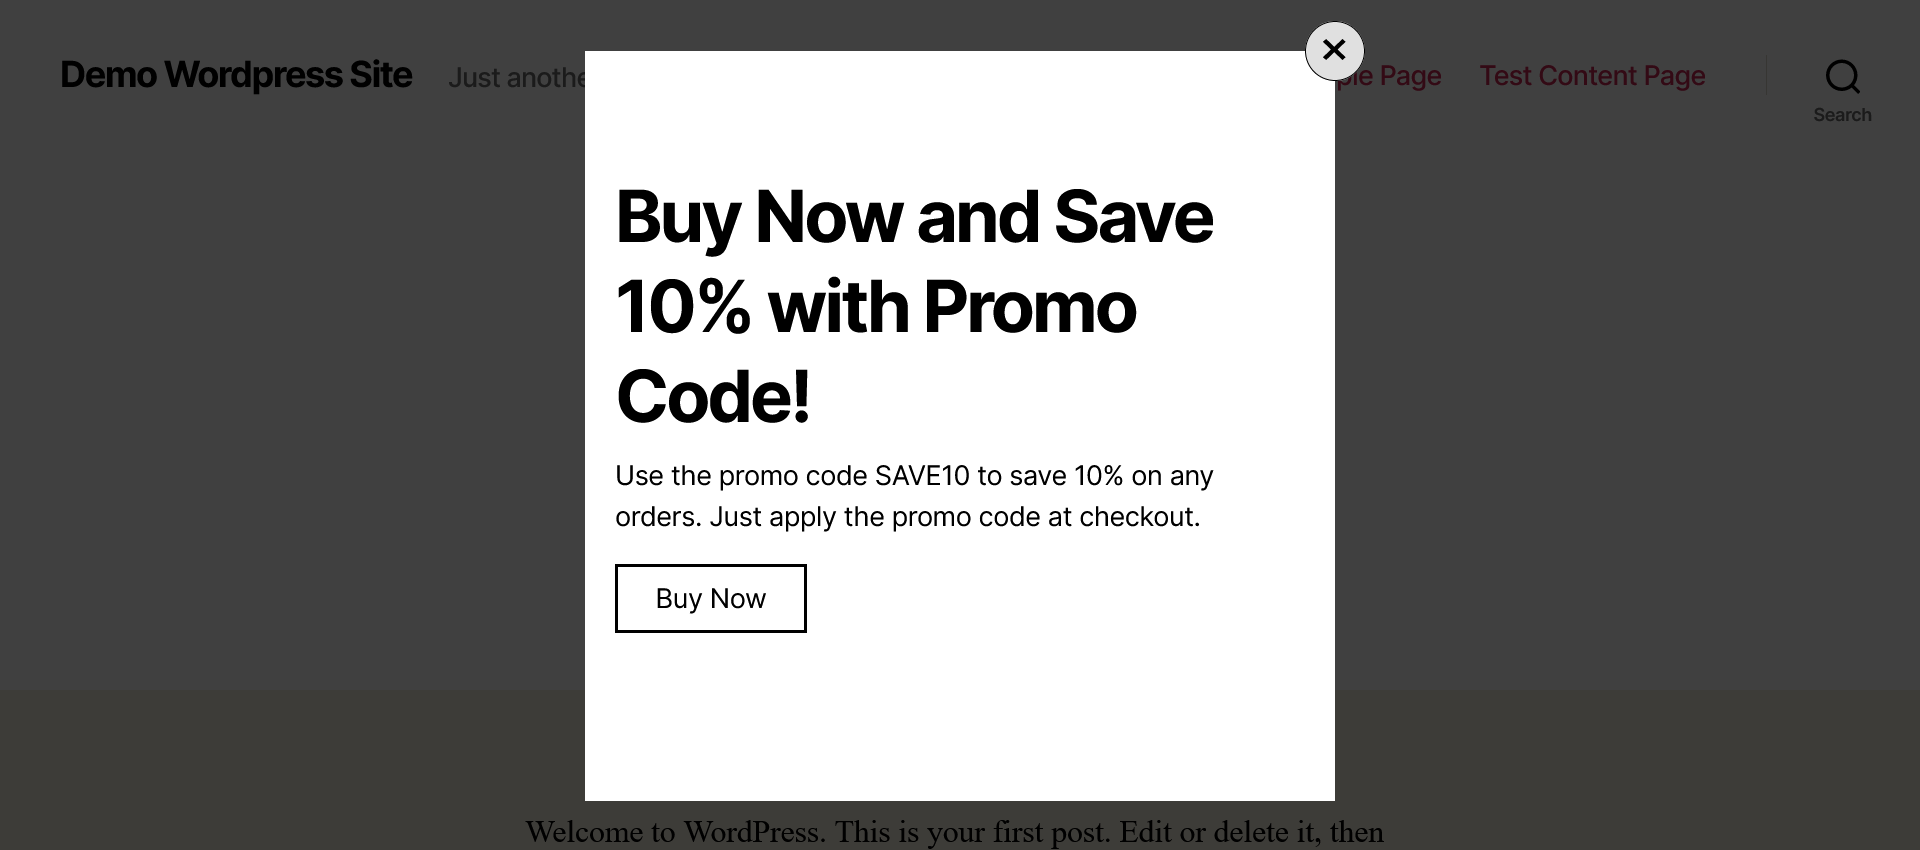 Demo Wordpress Site Just Page Test Content Page
Search
Buy Now and Save
10% with Promo
Code!
Use the promo code SAVE10 to save 10% on any
orders. Just apply the promo code at checkout.
Buy Now
Welcome to WordPress. This is your first post. Edit or delete it, then